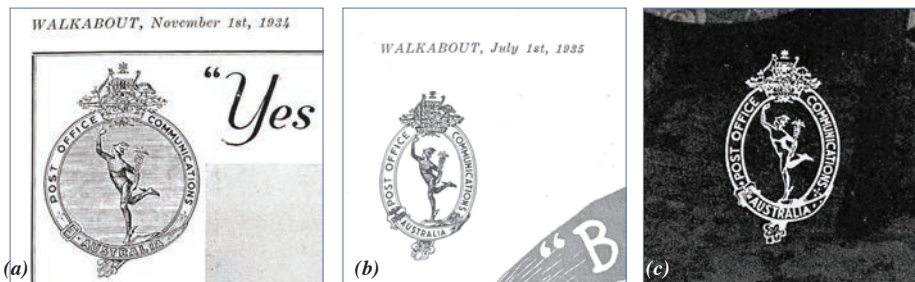 WALKABOUT, November 1st, 1934
"Yes
POST OFFICE COMMUNICATIONS
AUSTRALIA
(a)
WALKABOUT, July 1st, 1935
POST OFFICE COMMUNICATIONS
AUSTRALIA
"B
(b)
POST OFFICE COMMUNICATIONS
AUSTRALIA
(c)